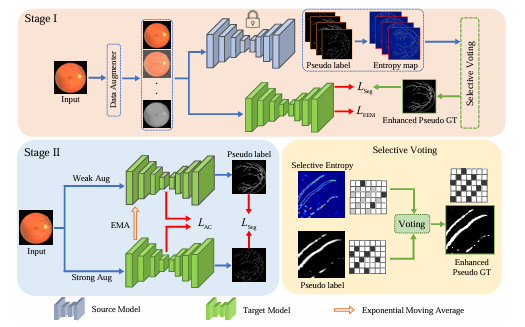 Stage I
Input
Data Augmenter
Pseudo label
Entropy map
Selective Voting
L_Seg
L_EEM
Enhanced Pseudo GT
Stage II
Input
Weak Aug
Strong Aug
EMA
L_AC
Pseudo label
L_Seg
Selective Voting
Selective Entropy
Pseudo label
Voting
Enhanced
Pseudo GT
Source Model
Target Model
Exponential Moving Average